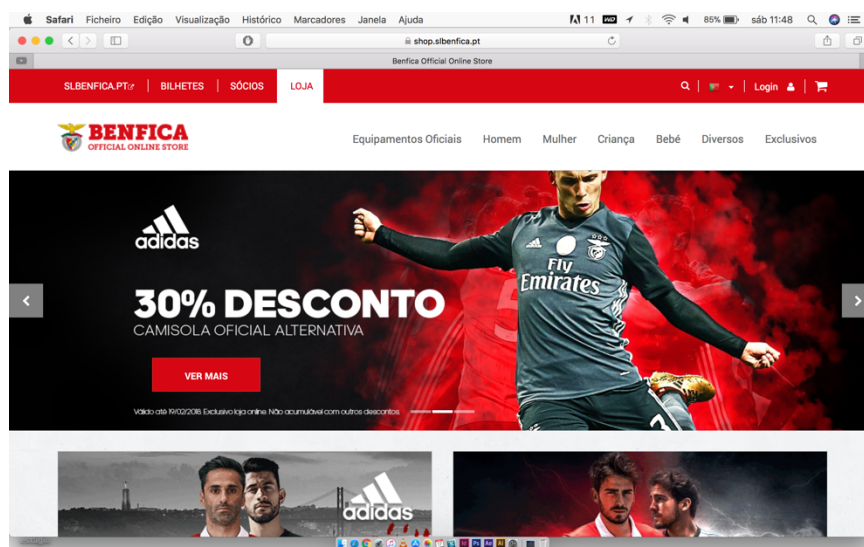 Safari Ficheiro Edição Visualização Histórico Marcadores Janela Ajuda 11 85% sáb 11:48
shop.slbenfica.pt
Benfica Official Online Store
SLBENFICA.PT BILHETES SÓCIOS LOJA Login
BENFICA
OFFICIAL ONLINE STORE
Equipamentos Oficiais Homem Mulher Criança Bebé Diversos Exclusivos
adidas
Fly
Emirates
30% DESCONTO
CAMISOLA OFICIAL ALTERNATIVA
VER MAIS
3
Válido até 19/02/2018. Exclusivo loja online. Não acumulável com outros descontos.
adidas